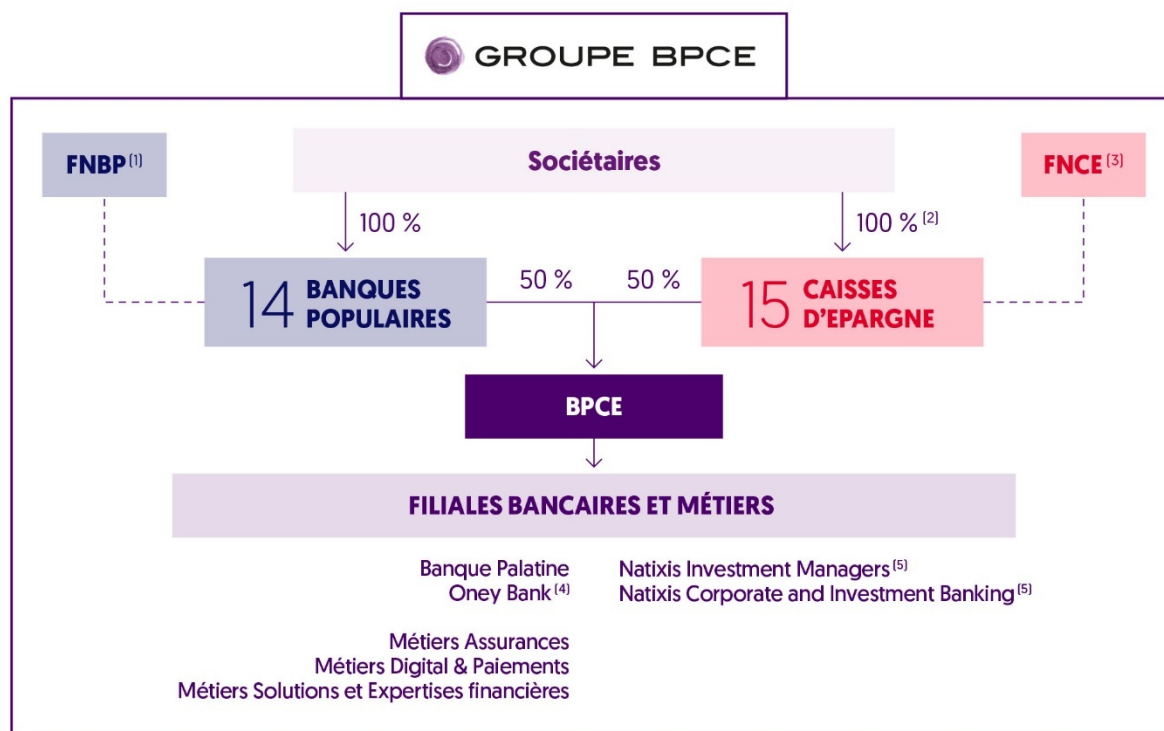 GROUPE BPCE
FNBP (1)
Sociétaires
FNCE (3)
100 %
100 % (2)
14 BANQUES
POPULAIRES
50 %
50 %
15 CAISSES
D'EPARGNE
BPCE
FILIALES BANCAIRES ET MÉTIERS
Banque Palatine
Oney Bank (4)
Natixis Investment Managers (5)
Natixis Corporate and Investment Banking (5)
Métiers Assurances
Métiers Digital & Paiements
Métiers Solutions et Expertises financières